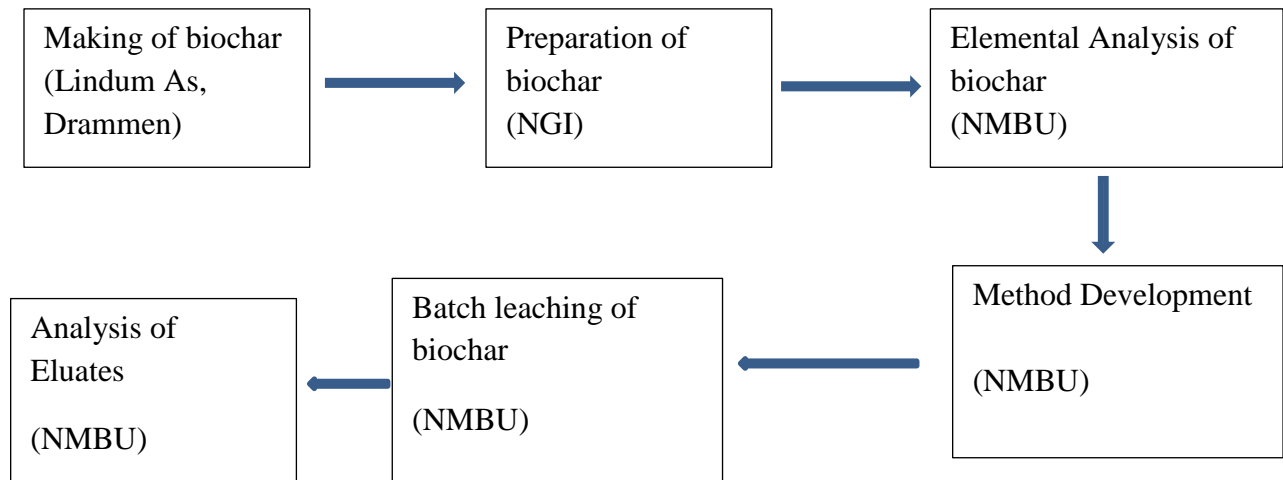 Making of biochar
(Lindum As,
Drammen)
Preparation of
biochar
(NGI)
Elemental Analysis of
biochar
(NMBU)
Method Development
(NMBU)
Batch leaching of
biochar
(NMBU)
Analysis of
Eluates
(NMBU)